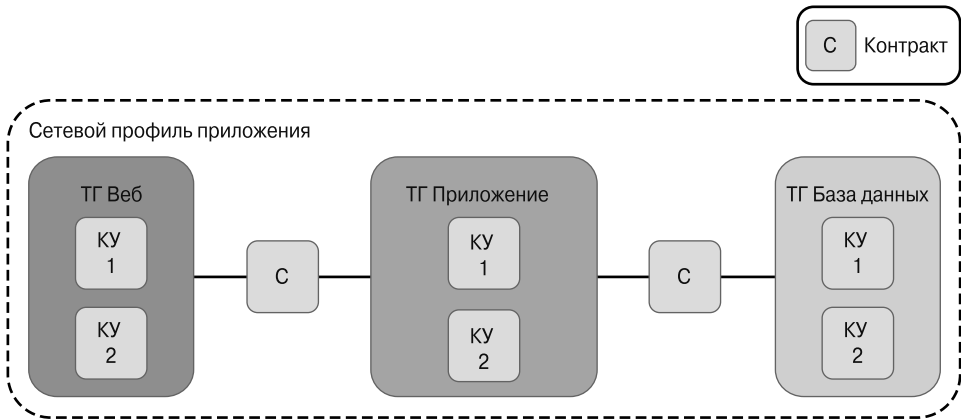 С Контракт
Сетевой профиль приложения
ТГ Веб
КУ
1
КУ
2
С
ТГ Приложение
КУ
1
КУ
2
С
ТГ База данных
КУ
1
КУ
2